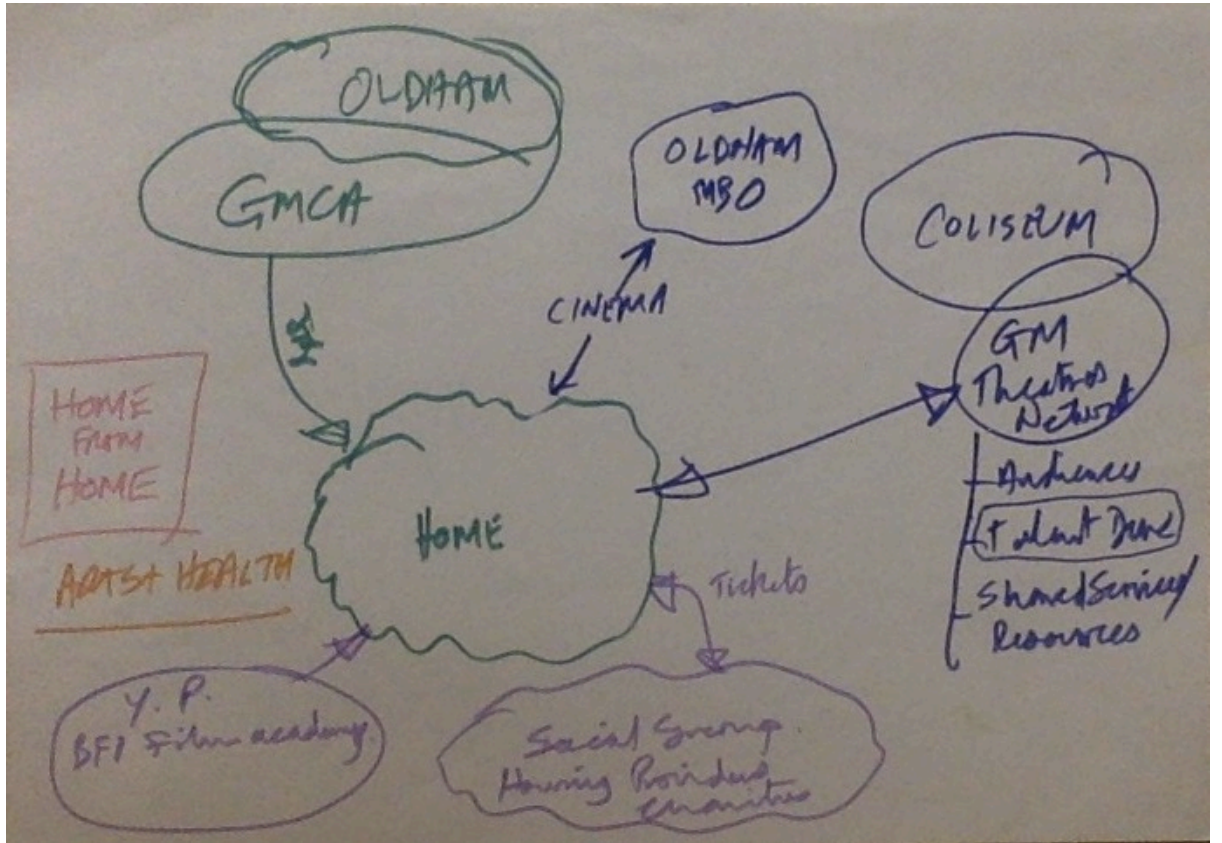 OLDHAM
GMCA
OLDHAM
MBO
COLISEUM
CINEMA
GM
Theatres
Network
Audiences
Talent
Shared Services/
Resources
HOME
FROM
HOME
HOME
ARTS + HEALTH
Tickets
Y. P.
BFI Film academy
Social Group.
Housing Providers
charities